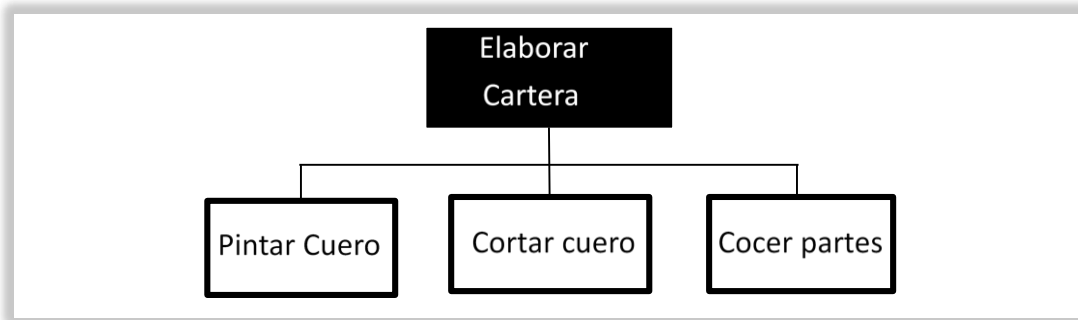 Elaborar
Cartera
Pintar Cuero
Cortar cuero
Cocer partes